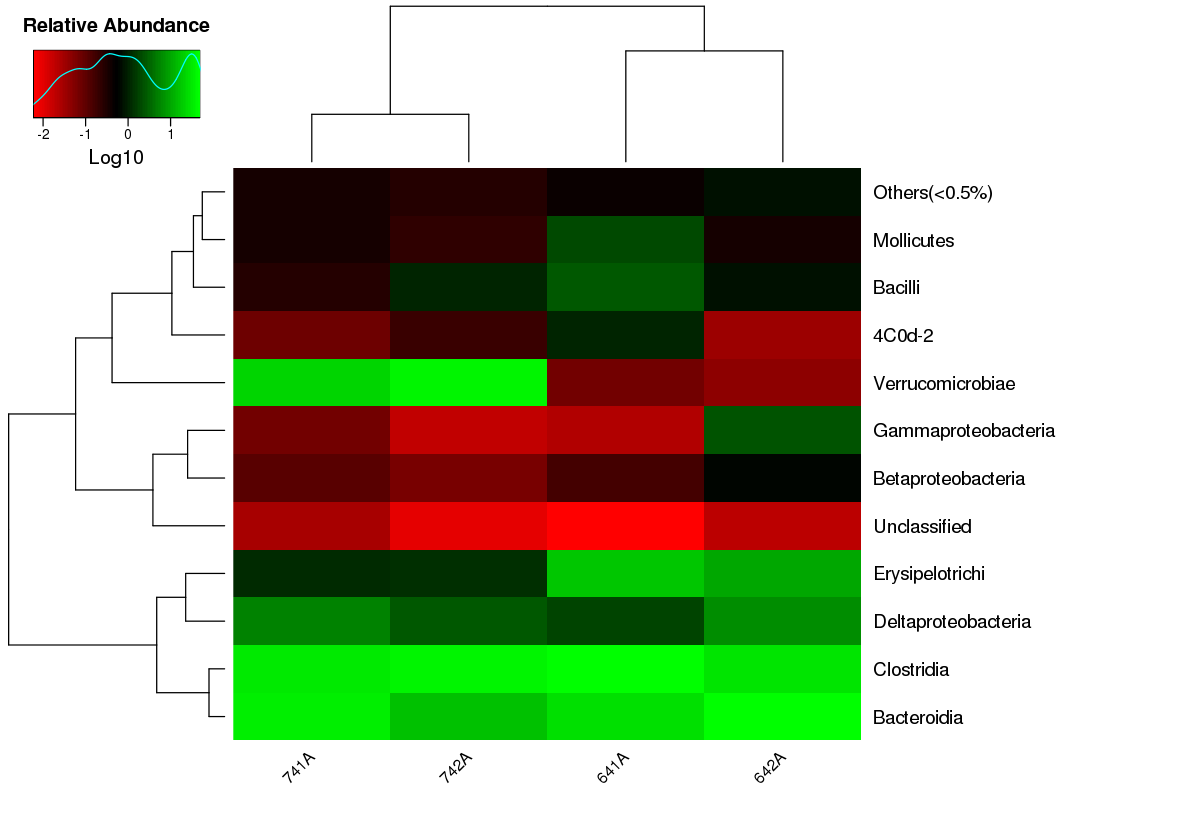 Relative Abundance
-2 -1 0 1
Log10
Others(<0.5%)
Mollicutes
Bacilli
4C0d-2
Verrucomicrobiae
Gammaproteobacteria
Betaproteobacteria
Unclassified
Erysipelotrichi
Deltaproteobacteria
Clostridia
Bacteroidia
741A 742A 641A 642A